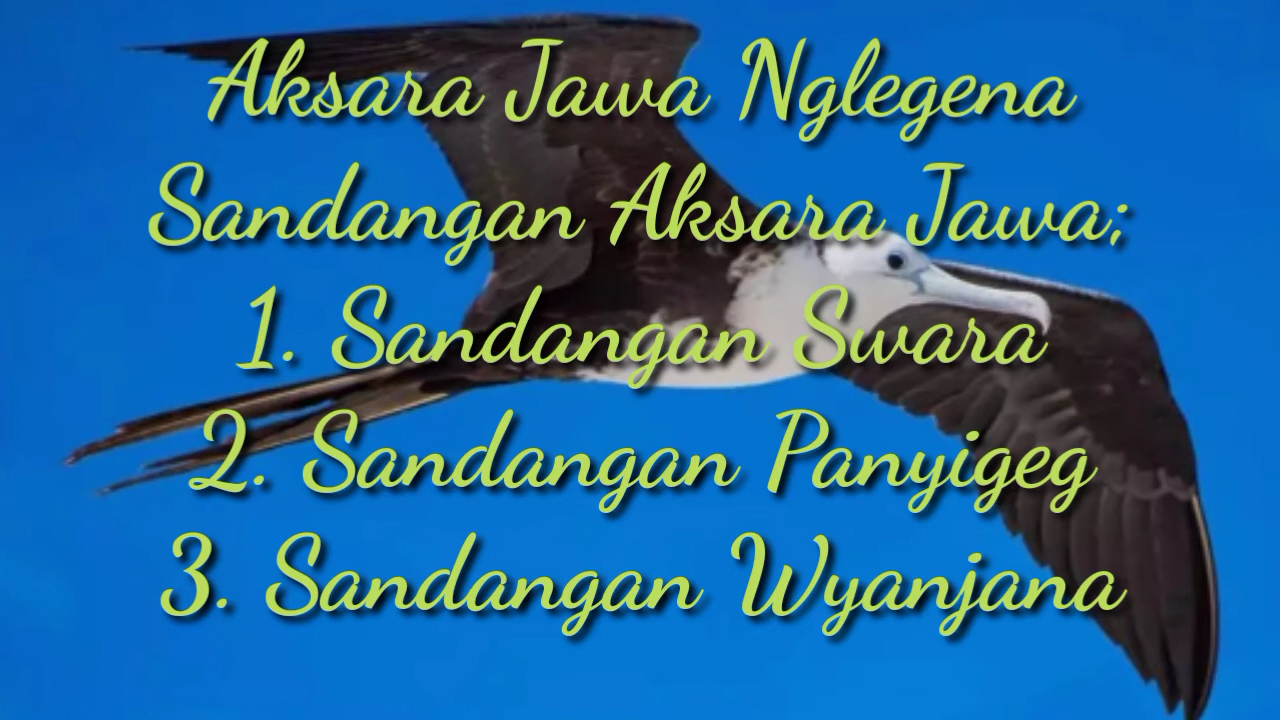 Aksara Jawa Nglegena
Sandangan Aksara Jawa;
1. Sandangan Swara
2. Sandangan Panyigeg
3. Sandangan Wyanjana